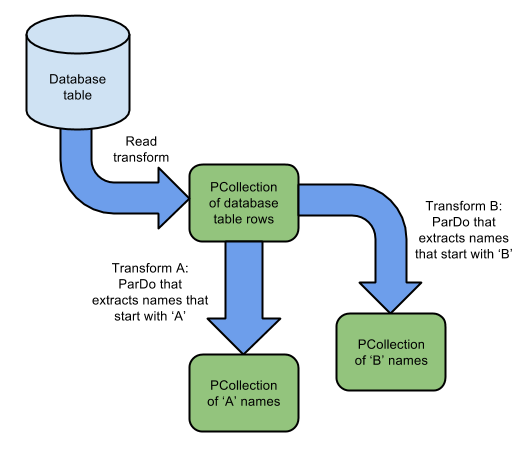 Database
table
Read
transform
PCollection
of database
table rows
Transform B:
ParDo that
extracts names
that start with ‘B’
Transform A:
ParDo that
extracts names that
start with ‘A’
PCollection
of ‘B’ names
PCollection
of ‘A’ names